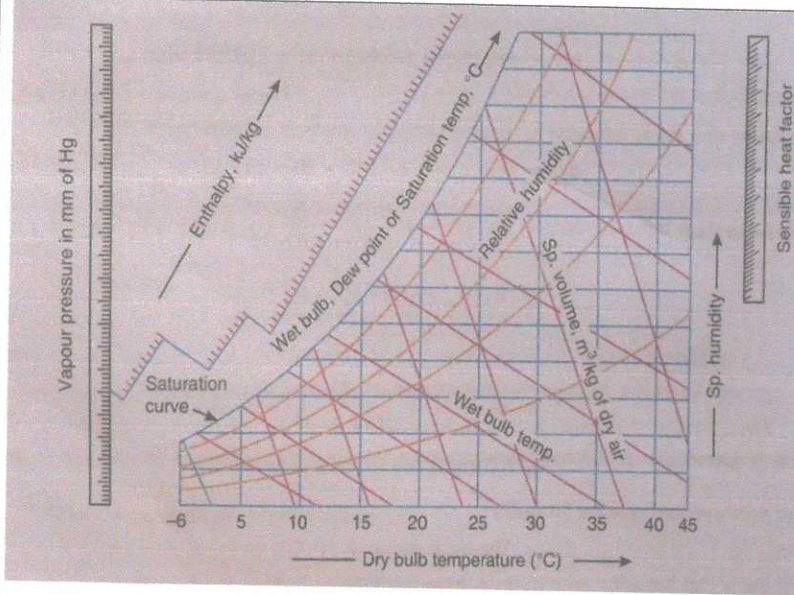 Vapour pressure in mm of Hg
Enthalpy, kJ/kg
Wet bulb, Dew point or Saturation temp. °C
Saturation
curve
Relative humidity
Sp. volume, m³/kg of dry air
Wet bulb temp.
Sp. humidity
Sensible heat factor
–6 5 10 15 20 25 30 35 40 45
Dry bulb temperature (°C)